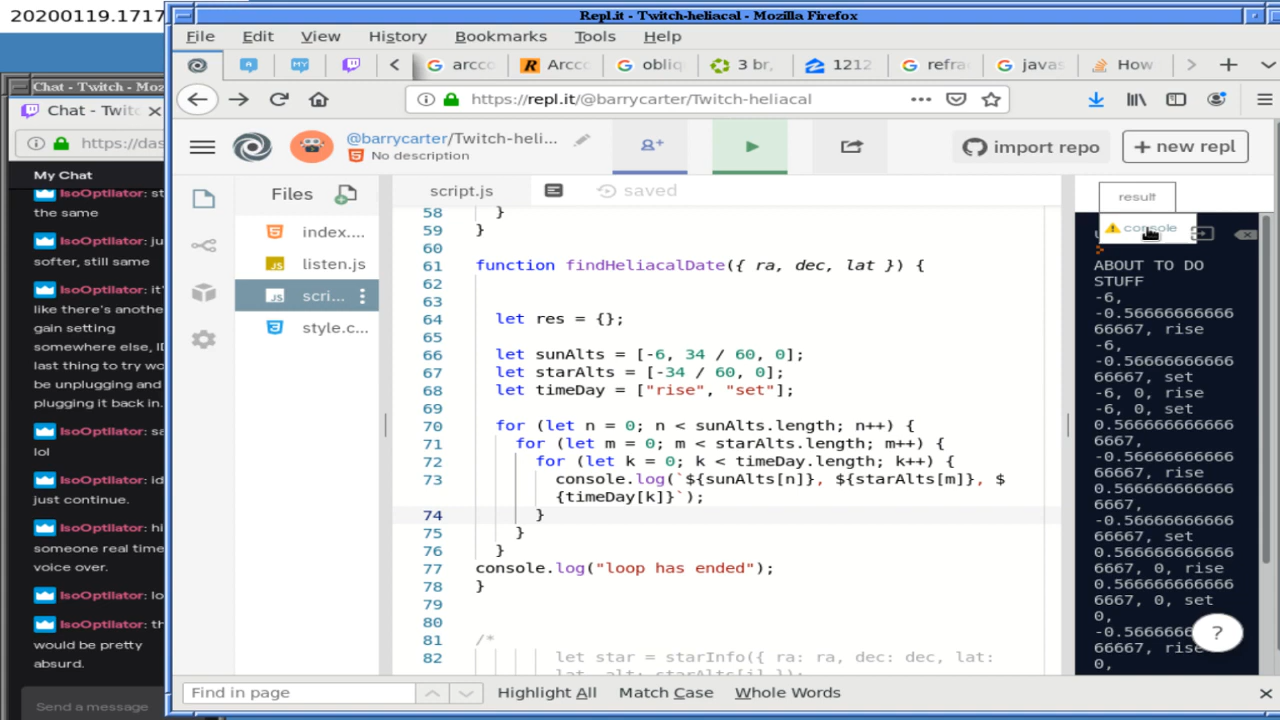 20200119.1717
Repl.it - Twitch-heliacal - Mozilla Firefox
File Edit View History Bookmarks Tools Help
Chat - Twitch - Moz
arcco Arccc obliq 3 br, 1212 refra javas How
Chat - Twitc
https://repl.it/@barrycarter/Twitch-heliacal
https://das
@barrycarter/Twitch-heli...
No description
import repo
+ new repl
My Chat
IsoOptilator: st
the same
IsoOptilator: ju
softer, still same
IsoOptilator: it'
like there's anothe
gain setting
somewhere else, I
last thing to try wo
be unplugging and
plugging it back in.
IsoOptilator: sa
lol
IsoOptilator: id
just continue.
IsoOptilator: hi
someone real time
voice over.
IsoOptilator: lo
IsoOptilator: th
would be pretty
absurd.
Send a message
Files
index....
listen.js
scri...
style.c...
script.js
saved
58 }
59 }
60
61 function findHeliacalDate({ ra, dec, lat }) {
62
63
64 let res = {};
65
66 let sunAlts = [-6, 34 / 60, 0];
67 let starAlts = [-34 / 60, 0];
68 let timeDay = ["rise", "set"];
69
70 for (let n = 0; n < sunAlts.length; n++) {
71 for (let m = 0; m < starAlts.length; m++) {
72 for (let k = 0; k < timeDay.length; k++) {
73 console.log(`${sunAlts[n]}, ${starAlts[m]}, $
{timeDay[k]}`);
74 }
75 }
76 }
77 console.log("loop has ended");
78 }
79
80
81 /*
82 let star = starInfo({ ra: ra, dec: dec, lat:
lat, alt: starAlts[i] });
result
console
ABOUT TO DO
STUFF
-6,
-0.56666666666
66667, rise
-6,
-0.56666666666
66667, set
-6, 0, rise
-6, 0, set
0.566666666666
6667,
-0.56666666666
66667, rise
0.566666666666
6667,
-0.56666666666
66667, set
0.566666666666
6667, 0, rise
0.566666666666
6667, 0, set
0,
-0.5666666
66667, rise
0,
Find in page
Highlight All Match Case Whole Words